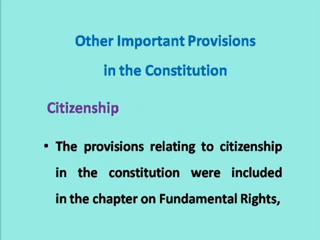 Other Important Provisions
in the Constitution
Citizenship
• The provisions relating to citizenship
in the constitution were included
in the chapter on Fundamental Rights,